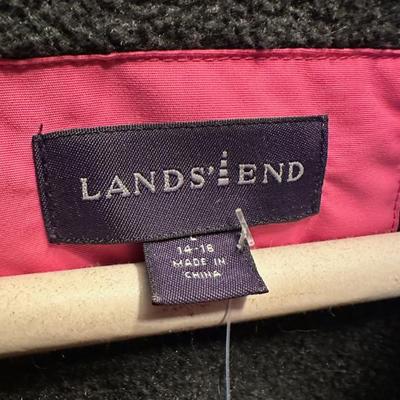 LANDS' END
L
14-16
MADE IN
CHINA